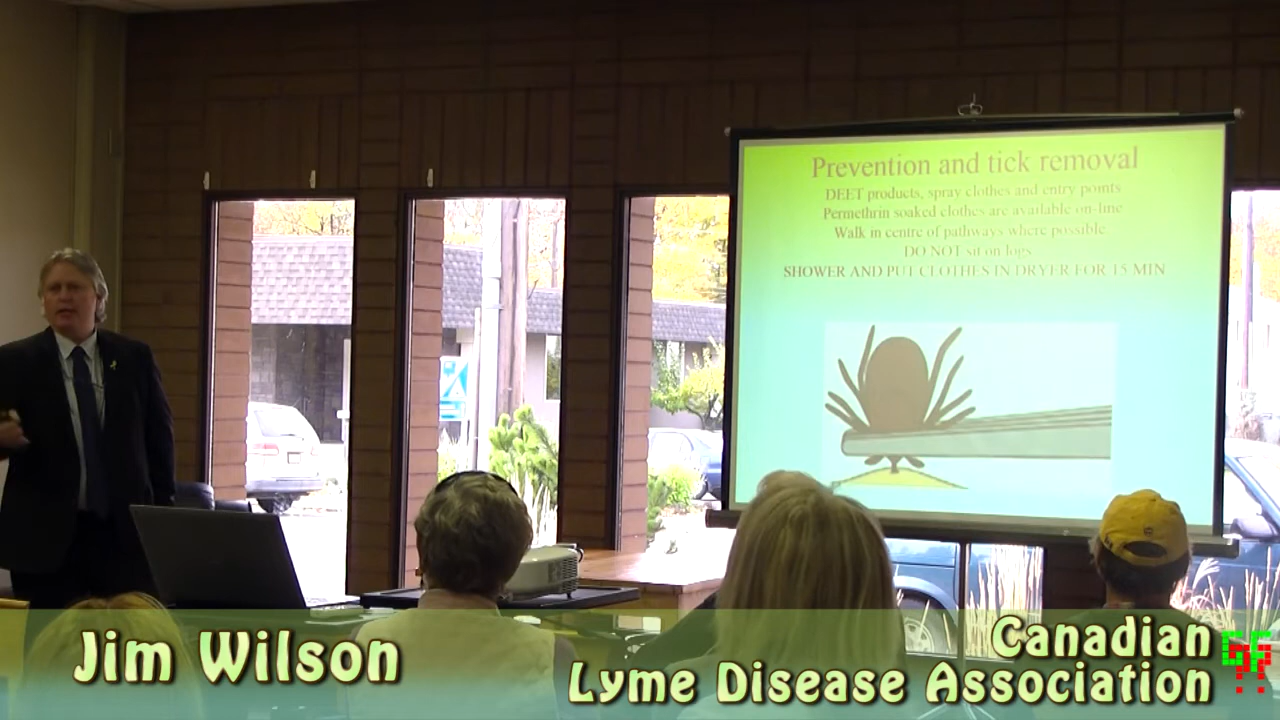 Prevention and tick removal
DEET products, spray clothes and entry points
Permethrin soaked clothes are available on-line
Walk in centre of pathways where possible.
DO NOT sit on logs
SHOWER AND PUT CLOTHES IN DRYER FOR 15 MIN
Jim Wilson
Canadian
Lyme Disease Association